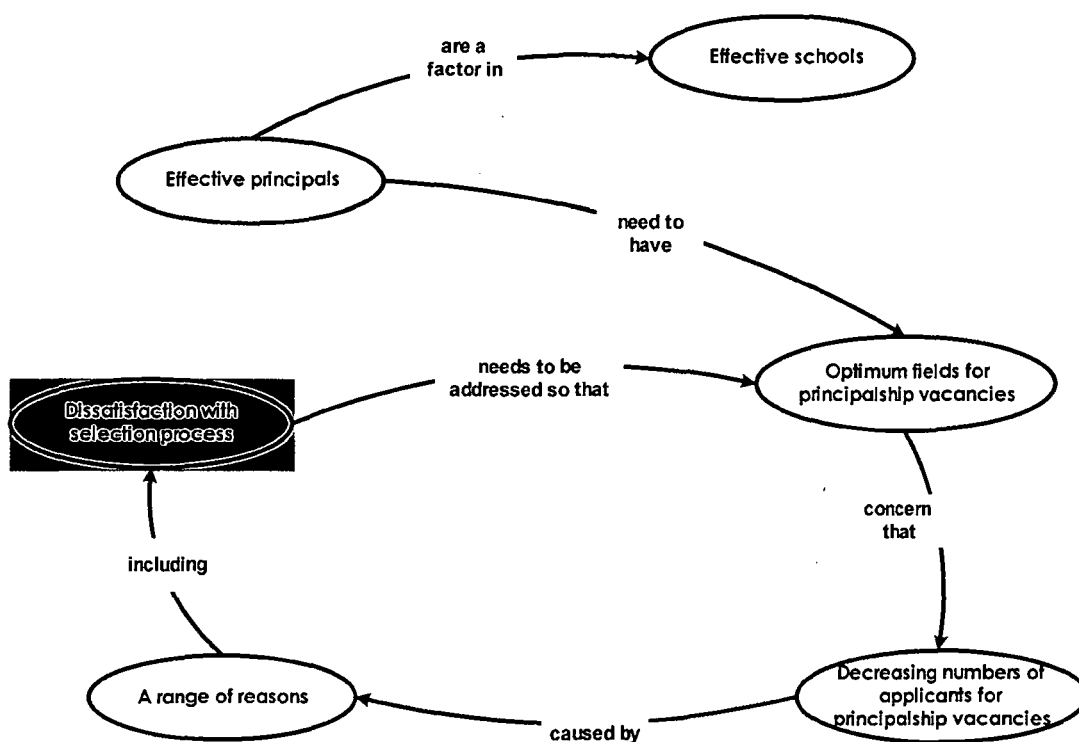 are a
factor in
Effective schools
Effective principals
need to
have
needs to be
addressed so that
Optimum fields for
principalship vacancies
Dissatisfaction with
selection process
concern
that
including
A range of reasons
Decreasing numbers of
applicants for
principalship vacancies
caused by